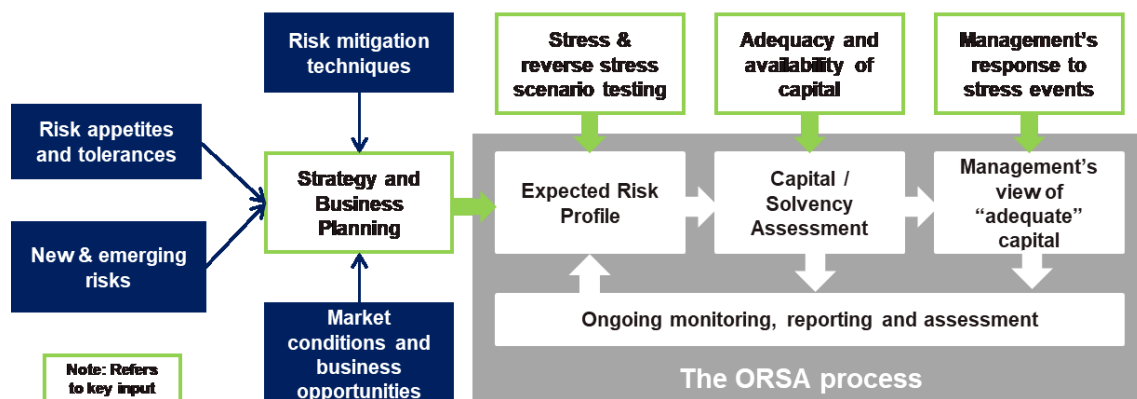 Risk mitigation
techniques
Stress &
reverse stress
scenario testing
Adequacy and
availability of
capital
Management's
response to
stress events
Risk appetites
and tolerances
Strategy and
Business
Planning
Expected Risk
Profile
Capital /
Solvency
Assessment
Management's
view of
“adequate”
capital
New & emerging
risks
Market
conditions and
business
opportunities
Ongoing monitoring, reporting and assessment
Note: Refers
to key input
The ORSA process